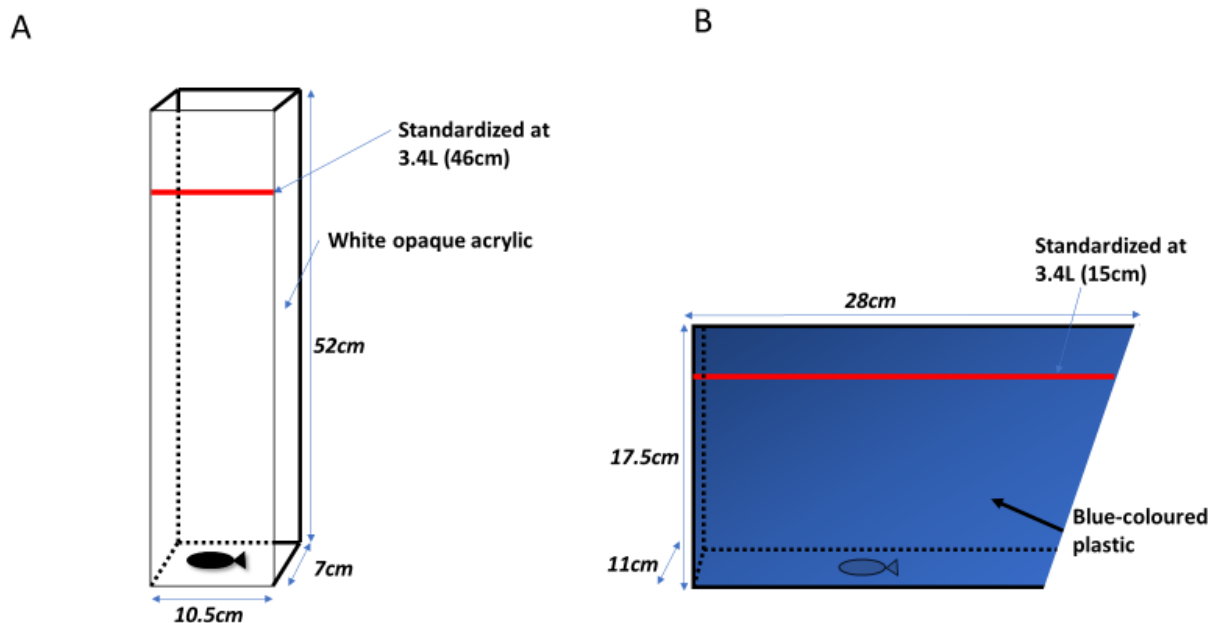 A
Standardized at
3.4L (46cm)
White opaque acrylic
52cm
7cm
10.5cm
B
Standardized at
3.4L (15cm)
28cm
17.5cm
11cm
Blue-coloured
plastic